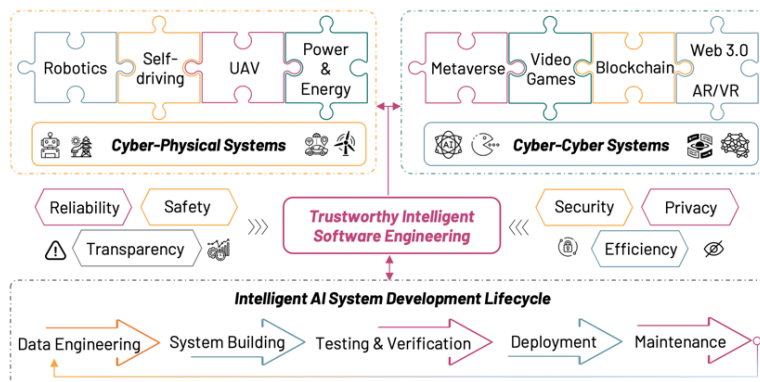 Robotics
Self-
driving
UAV
Power
&
Energy
Metaverse
Video
Games
Blockchain
Web 3.0
AR/VR
Cyber-Physical Systems
AI
Cyber-Cyber Systems
Reliability
Safety
Transparency
Trustworthy Intelligent
Software Engineering
Security
Privacy
Efficiency
Intelligent AI System Development Lifecycle
Data Engineering
System Building
Testing & Verification
Deployment
Maintenance